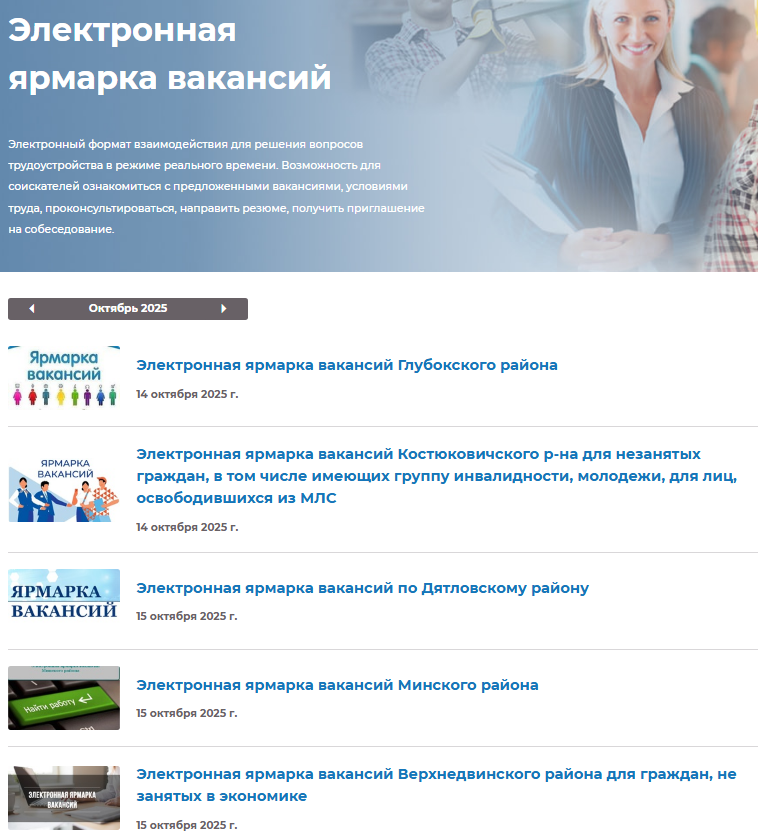 Электронная
ярмарка вакансий
Электронный формат взаимодействия для решения вопросов
трудоустройства в режиме реального времени. Возможность для
соискателей ознакомиться с предложенными вакансиями, условиями
труда, проконсультироваться, направить резюме, получить приглашение
на собеседование.
Октябрь 2025
Ярмарка
вакансий
Электронная ярмарка вакансий Глубокского района
14 октября 2025 г.
ЯРМАРКА
ВАКАНСИЙ
Электронная ярмарка вакансий Костюковичского р-на для незанятых
граждан, в том числе имеющих группу инвалидности, молодежи, для лиц,
освободившихся из МЛС
14 октября 2025 г.
ЯРМАРКА
ВАКАНСИЙ
Электронная ярмарка вакансий по Дятловскому району
15 октября 2025 г.
Найти работу
Электронная ярмарка вакансий Минского района
15 октября 2025 г.
ЭЛЕКТРОННАЯ ЯРМАРКА
ВАКАНСИЙ
Электронная ярмарка вакансий Верхнедвинского района для граждан, не
занятых в экономике
15 октября 2025 г.